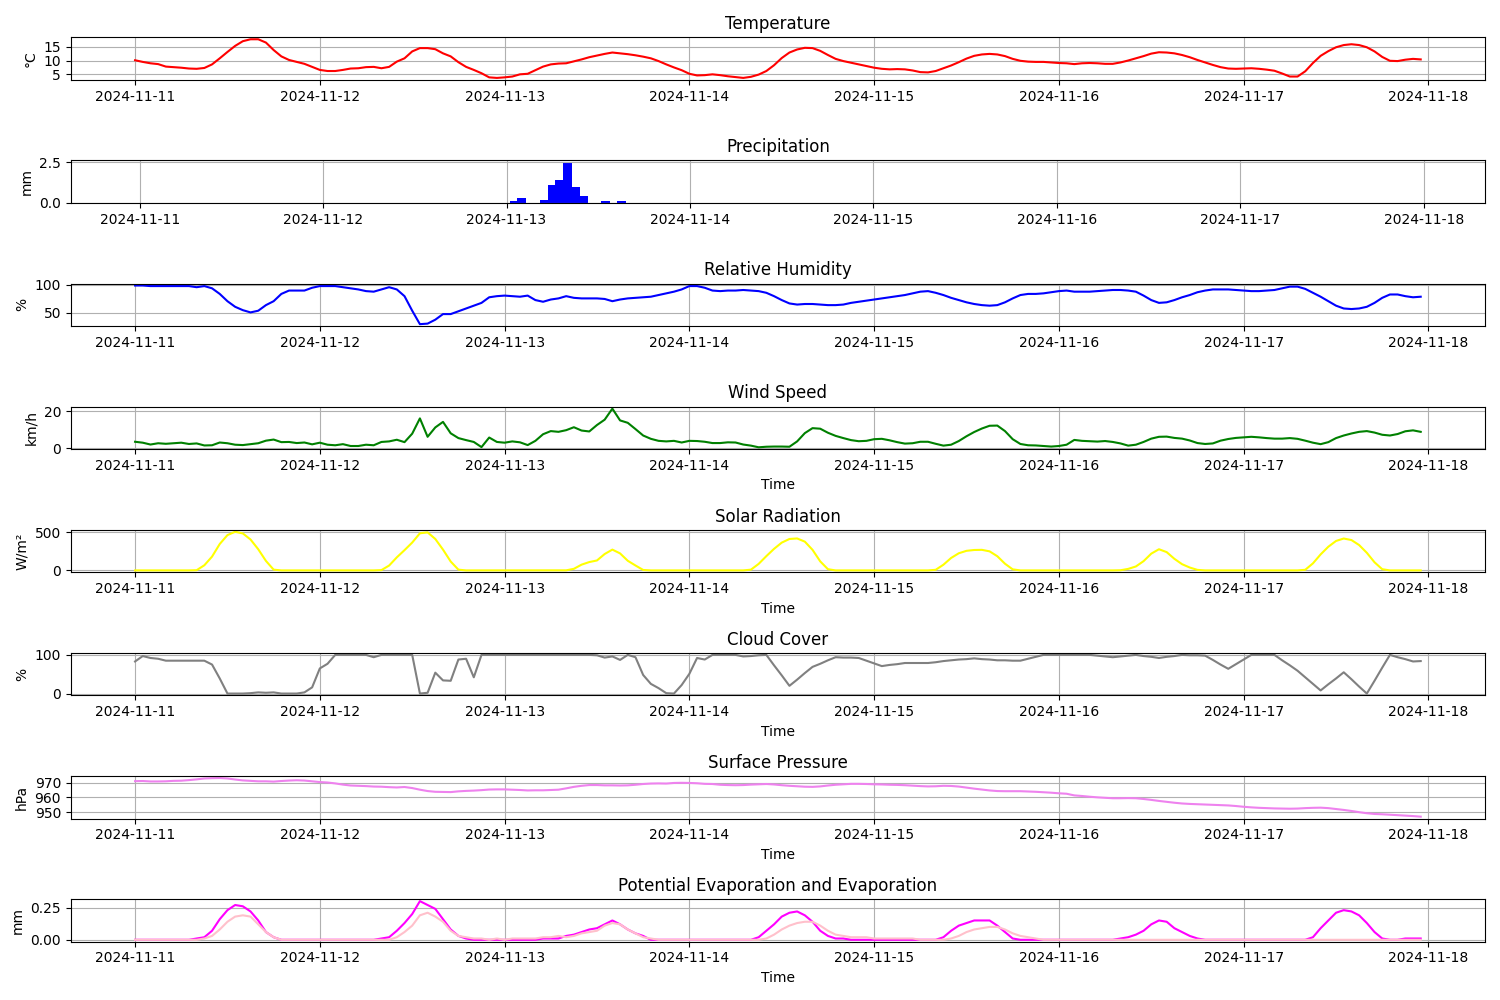 Temperature
°C
15
10
5
2024-11-11 2024-11-12 2024-11-13 2024-11-14 2024-11-15 2024-11-16 2024-11-17 2024-11-18
Precipitation
mm
2.5
0.0
2024-11-11 2024-11-12 2024-11-13 2024-11-14 2024-11-15 2024-11-16 2024-11-17 2024-11-18
Relative Humidity
%
100
50
2024-11-11 2024-11-12 2024-11-13 2024-11-14 2024-11-15 2024-11-16 2024-11-17 2024-11-18
Wind Speed
km/h
20
0
2024-11-11 2024-11-12 2024-11-13 2024-11-14 2024-11-15 2024-11-16 2024-11-17 2024-11-18
Time
Solar Radiation
W/m²
500
0
2024-11-11 2024-11-12 2024-11-13 2024-11-14 2024-11-15 2024-11-16 2024-11-17 2024-11-18
Time
Cloud Cover
%
100
0
2024-11-11 2024-11-12 2024-11-13 2024-11-14 2024-11-15 2024-11-16 2024-11-17 2024-11-18
Time
Surface Pressure
hPa
970
960
950
2024-11-11 2024-11-12 2024-11-13 2024-11-14 2024-11-15 2024-11-16 2024-11-17 2024-11-18
Time
Potential Evaporation and Evaporation
mm
0.25
0.00
2024-11-11 2024-11-12 2024-11-13 2024-11-14 2024-11-15 2024-11-16 2024-11-17 2024-11-18
Time